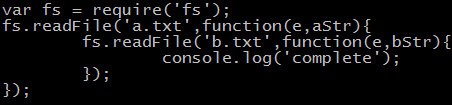 var fs = require('fs');
fs.readFile('a.txt',function(e,aStr){
        fs.readFile('b.txt',function(e,bStr){
                console.log('complete');
        });
});